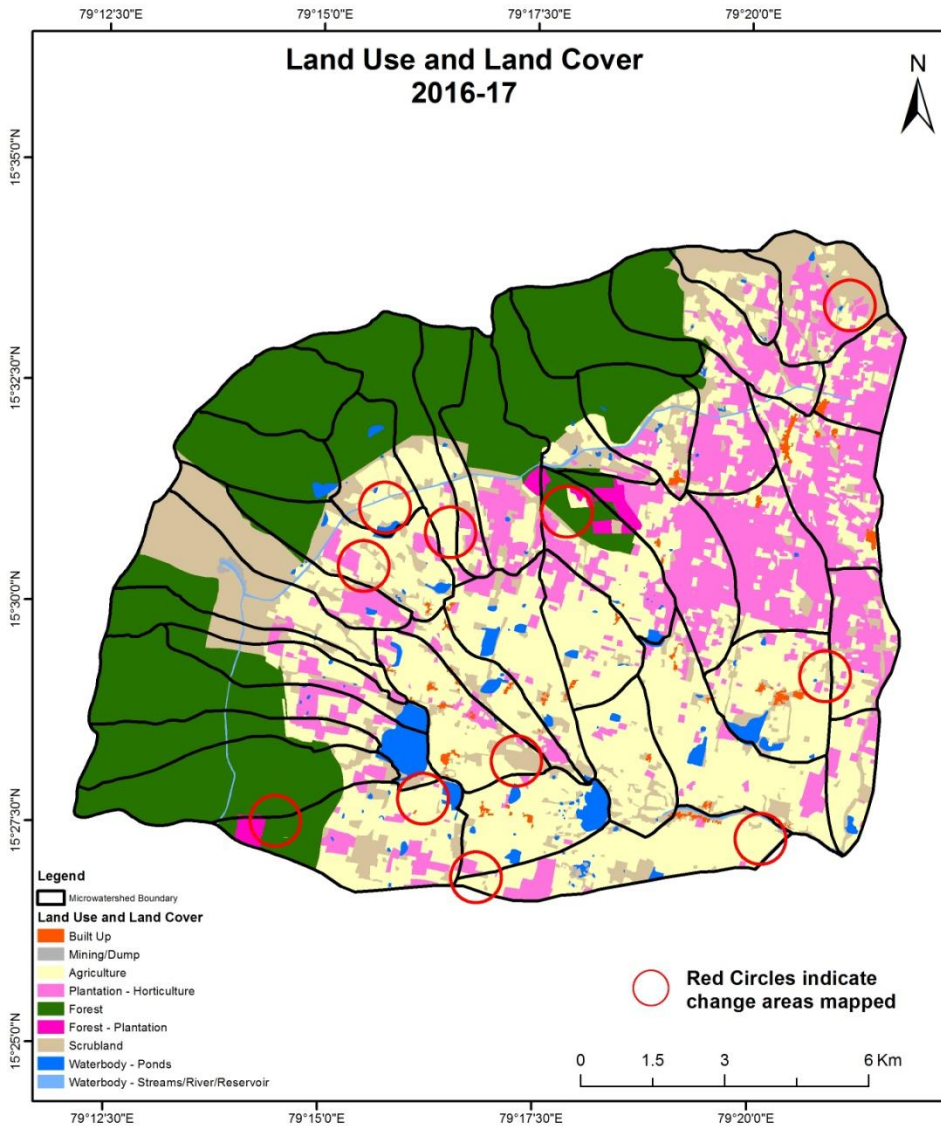 79°12'30"E 79°15'0"E 79°17'30"E 79°20'0"E
Land Use and Land Cover
2016-17
N
15°35'0"N
15°32'30"N
15°30'0"N
15°27'30"N
15°25'0"N
Legend
Microwatershed Boundary
Land Use and Land Cover
Built Up
Mining/Dump
Agriculture
Plantation - Horticulture
Forest
Forest - Plantation
Scrubland
Waterbody - Ponds
Waterbody - Streams/River/Reservoir
Red Circles indicate
change areas mapped
0 1.5 3 6 Km
79°12'30"E 79°15'0"E 79°17'30"E 79°20'0"E